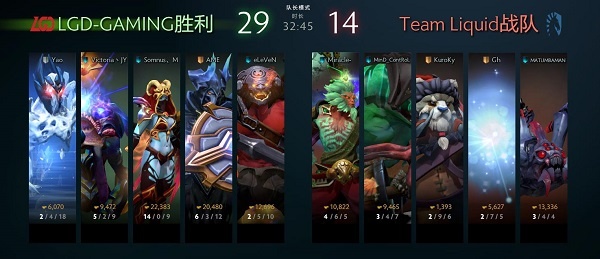 LGD LGD-GAMING胜利
29
队长模式
时长
32:45
14
Team Liquid战队
Yao
Victoria丶JY
Somnus丶M
AME
eLeVeN
Miracle-
MinD_ContRoL
KuroKy
Gh
MATUMBAMAN
6,070
9,472
22,383
20,480
12,696
10,822
9,465
1,393
5,627
13,336
2 / 4 / 18
5 / 2 / 9
14 / 0 / 9
6 / 3 / 12
2 / 5 / 10
4 / 6 / 5
3 / 4 / 7
1 / 9 / 6
2 / 7 / 5
3 / 4 / 4